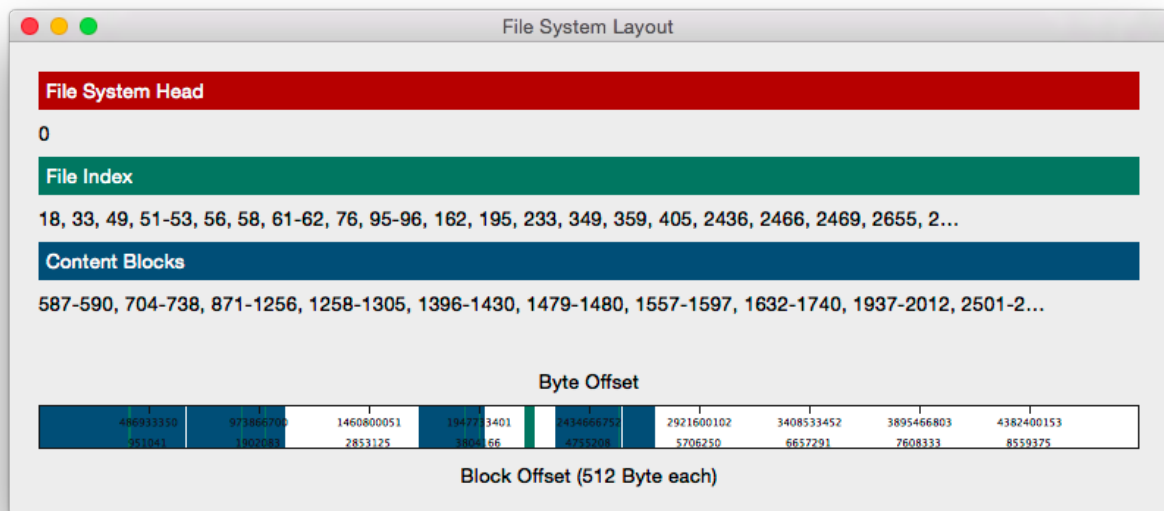 File System Layout
File System Head
0
File Index
18, 33, 49, 51-53, 56, 58, 61-62, 76, 95-96, 162, 195, 233, 349, 359, 405, 2436, 2466, 2469, 2655, 2…
Content Blocks
587-590, 704-738, 871-1256, 1258-1305, 1396-1430, 1479-1480, 1557-1597, 1632-1740, 1937-2012, 2501-2…
Byte Offset
486933350 973866700 1460800051 1947733401 2434666752 2921600102 3408533452 3895466803 4382400153
951041 1902083 2853125 3804166 4755208 5706250 6657291 7608333 8559375
Block Offset (512 Byte each)